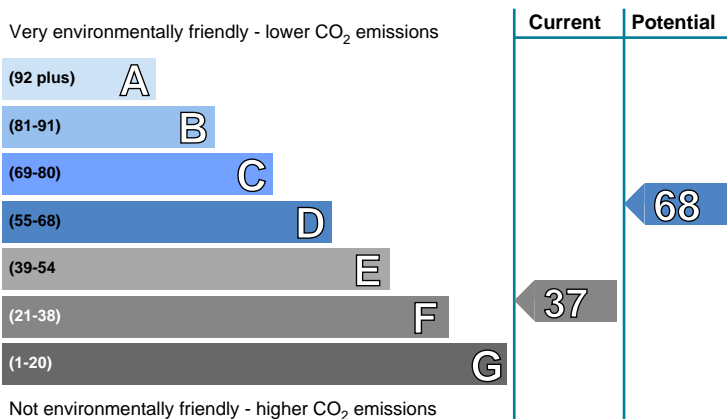 Very environmentally friendly - lower CO2 emissions
Current
Potential
(92 plus) A
(81-91) B
(69-80) C
(55-68) D
68
(39-54 E
(21-38) F
37
(1-20) G
Not environmentally friendly - higher CO2 emissions